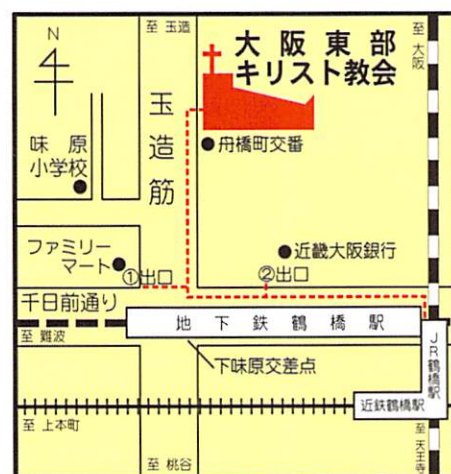 N
至 玉造
大阪東部
キリスト教会
至 大阪
玉造筋
味原
小学校
舟橋町交番
ファミリー
マート
①出口
近畿大阪銀行
②出口
千日前通り
地下鉄鶴橋駅
至 難波
下味原交差点
JR鶴橋駅
近鉄鶴橋駅
至 上本町
至 桃谷
至 天王寺